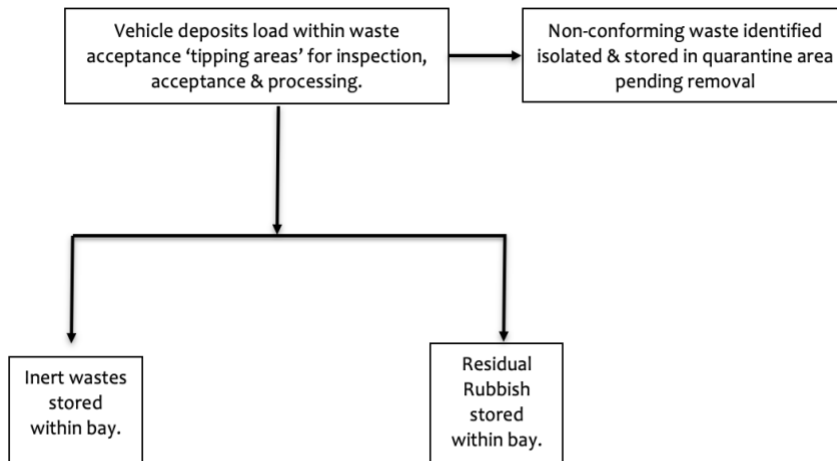 Vehicle deposits load within waste
acceptance ‘tipping areas’ for inspection,
acceptance & processing.
Non-conforming waste identified
isolated & stored in quarantine area
pending removal
Inert wastes
stored
within bay.
Residual
Rubbish
stored
within bay.